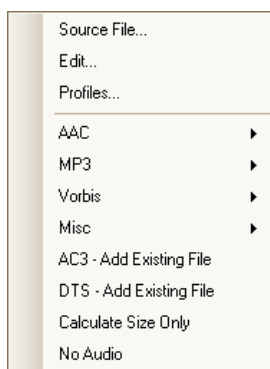 Source File...
Edit...
Profiles...
AAC
MP3
Vorbis
Misc
AC3 - Add Existing File
DTS - Add Existing File
Calculate Size Only
No Audio